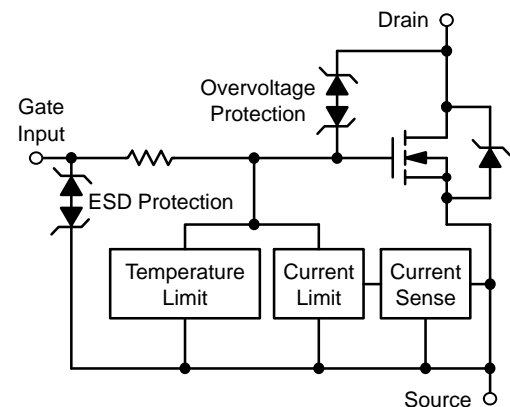 Drain
Overvoltage
Protection
Gate
Input
ESD Protection
Temperature
Limit
Current
Limit
Current
Sense
Source